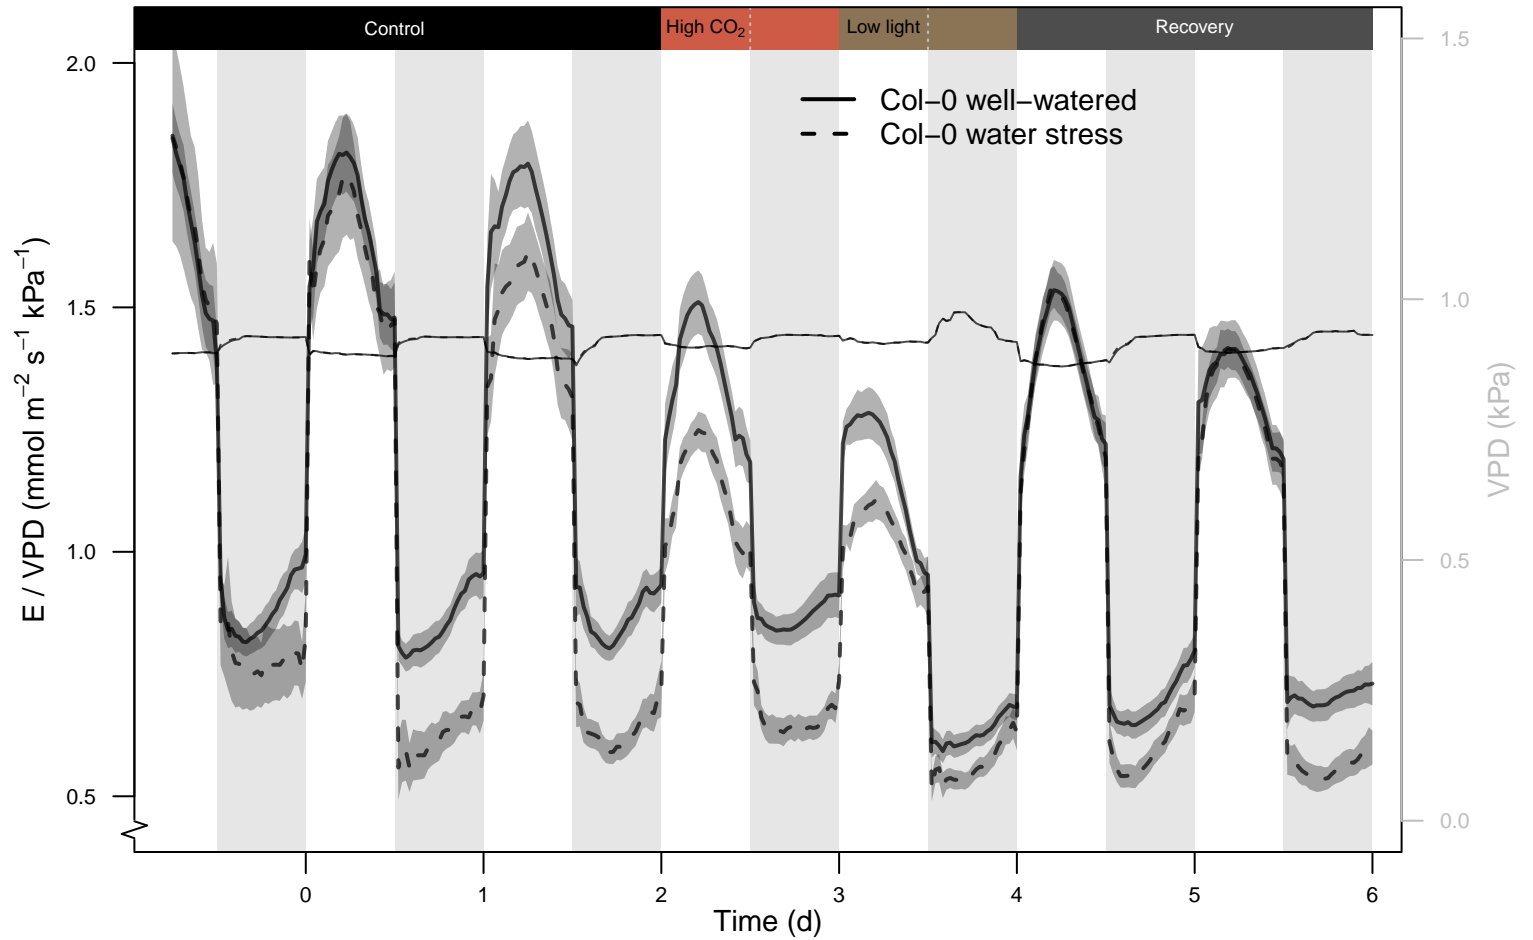 Control
High CO₂
Low light
Recovery
Col−0 well−watered
Col−0 water stress
2.0
1.5
1.0
0.5
E / VPD (mmol m⁻² s⁻¹ kPa⁻¹)
1.5
1.0
0.5
0.0
VPD (kPa)
0 1 2 3 4 5 6
Time (d)